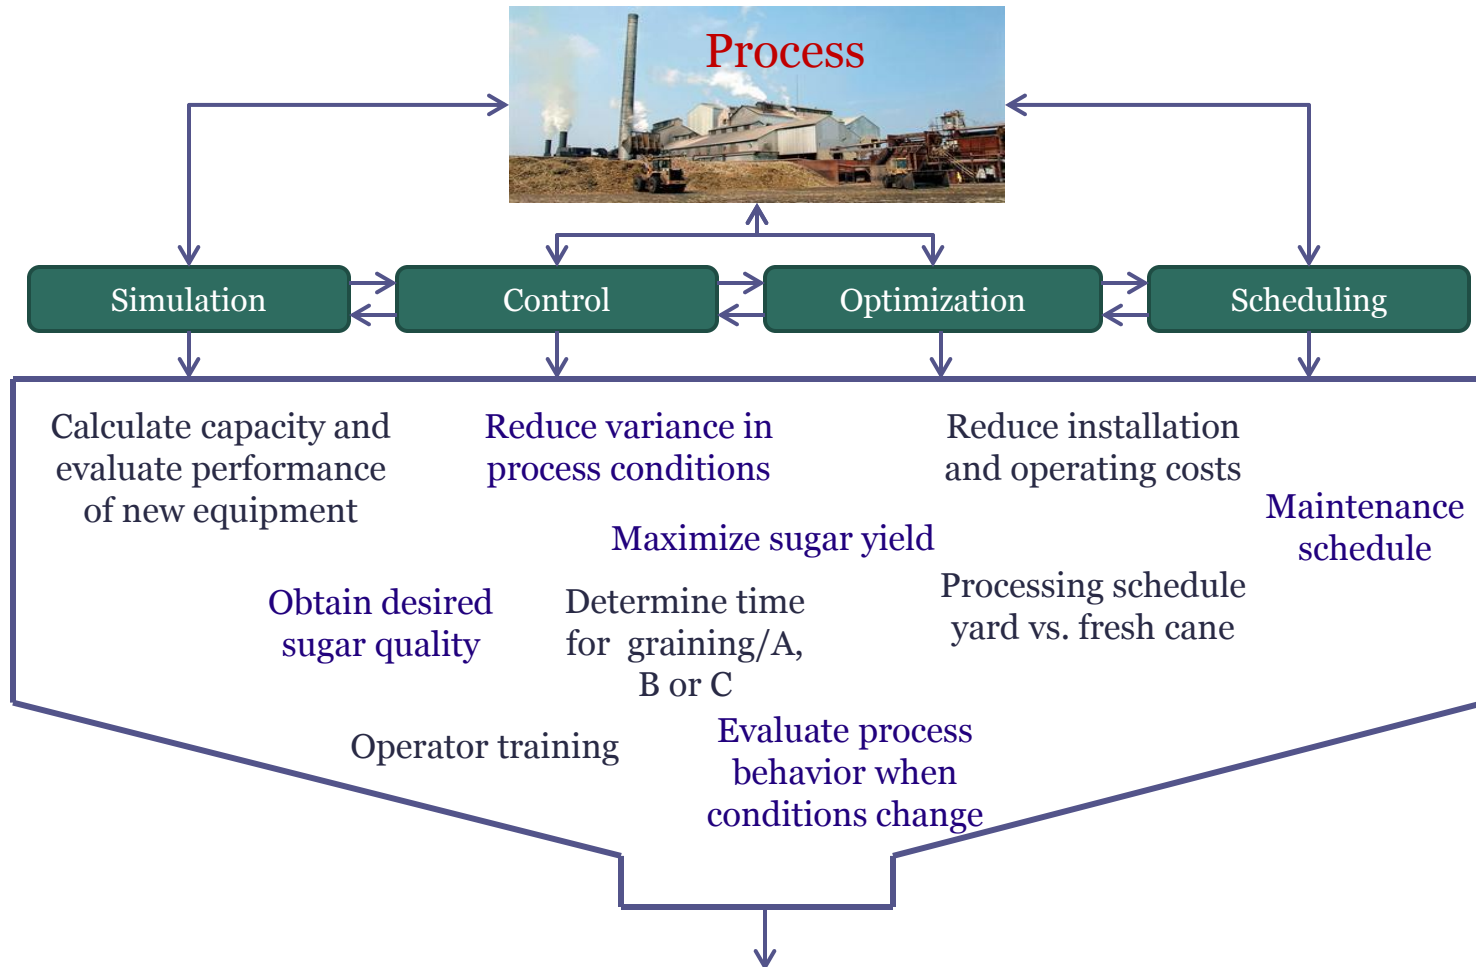 Process
Simulation
Control
Optimization
Scheduling
Calculate capacity and
evaluate performance
of new equipment
Reduce variance in
process conditions
Reduce installation
and operating costs
Maintenance
schedule
Maximize sugar yield
Obtain desired
sugar quality
Determine time
for graining/A,
B or C
Processing schedule
yard vs. fresh cane
Operator training
Evaluate process
behavior when
conditions change